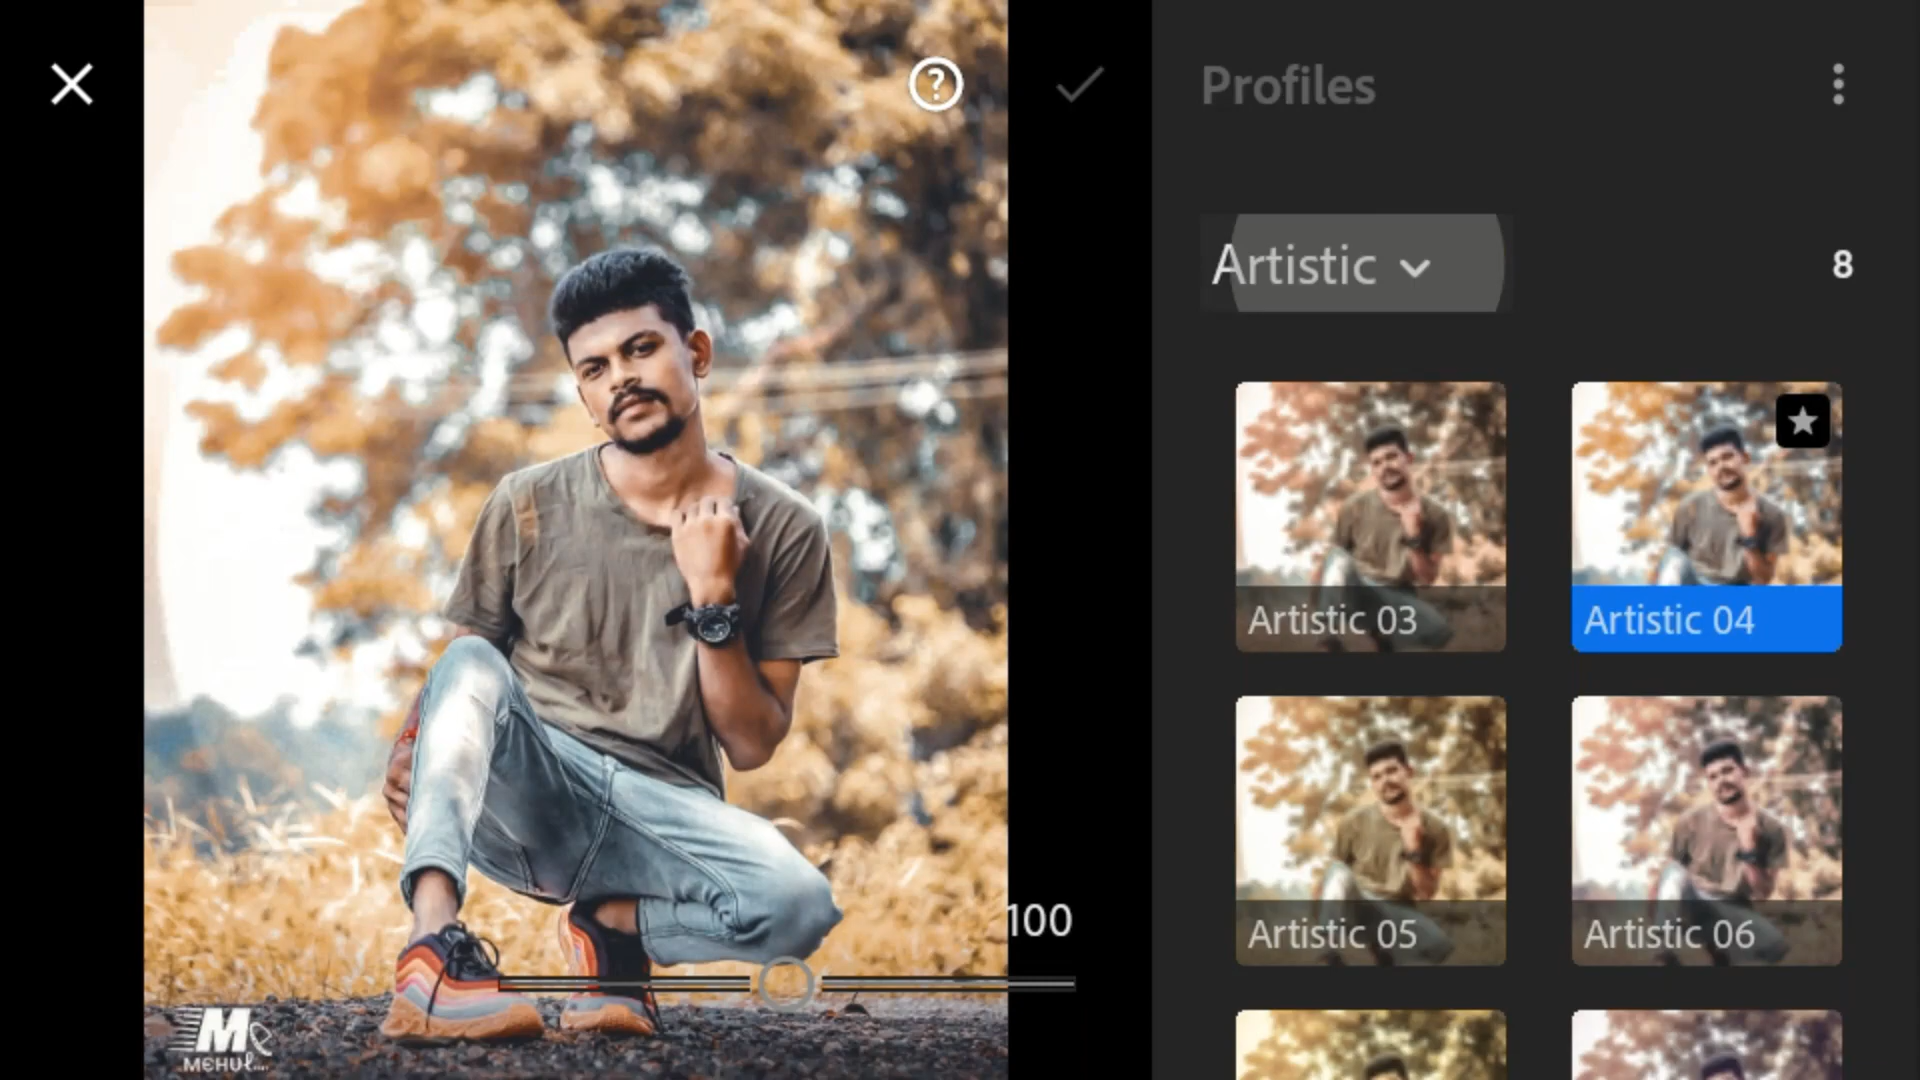 ?
Profiles
Artistic
8
Artistic 03
Artistic 04
Artistic 05
Artistic 06
100
M
MEHUL....